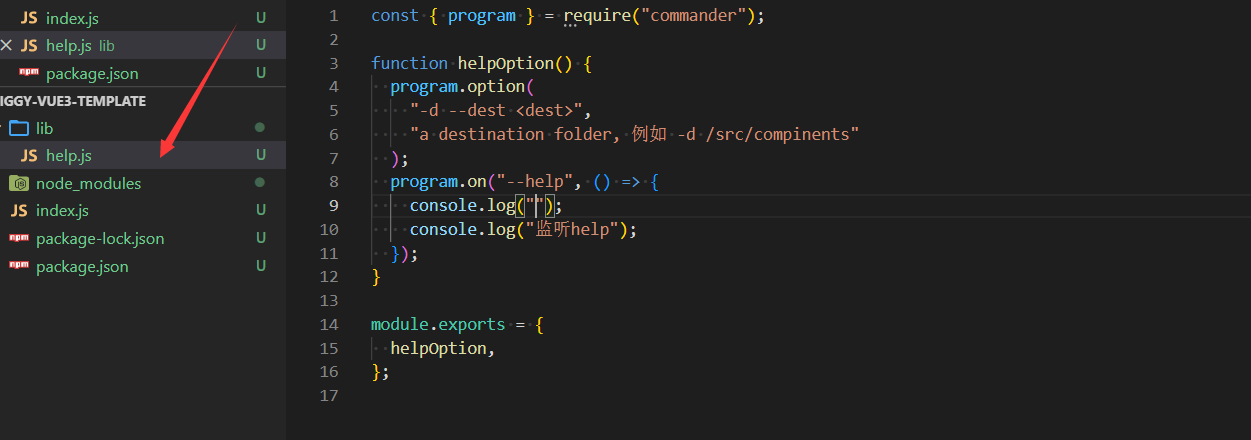 JS index.js U
JS help.js lib U
npm package.json U
IGGY-VUE3-TEMPLATE
lib
JS help.js U
node_modules
JS index.js U
npm package-lock.json U
npm package.json U
1 const { program } = require("commander");
2
3 function helpOption() {
4 program.option(
5 "-d --dest <dest>",
6 "a destination folder, 例如 -d /src/compinents"
7 );
8 program.on("--help", () => {
9 console.log("");
10 console.log("监听help");
11 });
12 }
13
14 module.exports = {
15 helpOption,
16 };
17